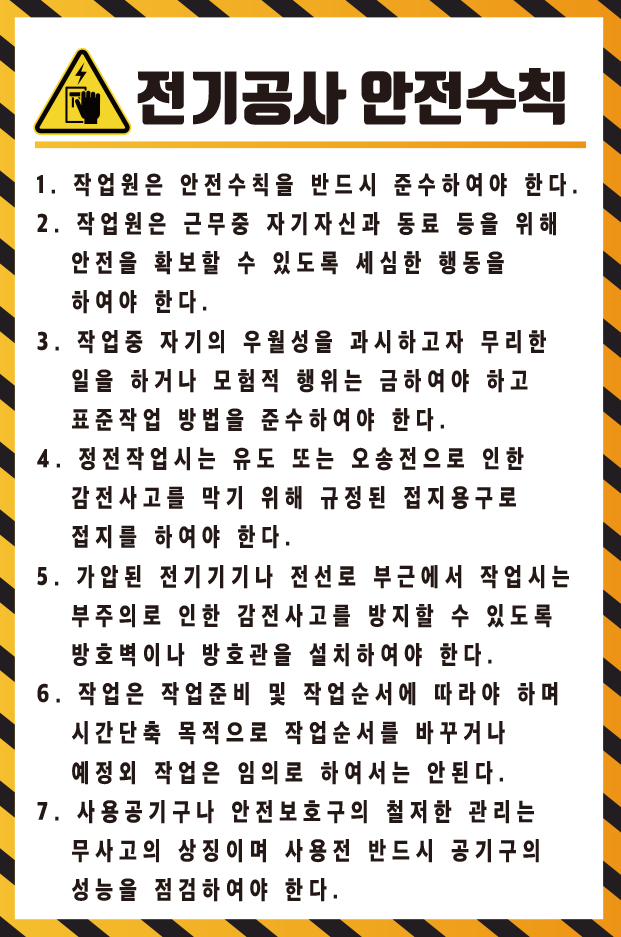 전기공사 안전수칙
1. 작업원은 안전수칙을 반드시 준수하여야 한다.
2. 작업원은 근무중 자기자신과 동료 등을 위해
안전을 확보할 수 있도록 세심한 행동을
하여야 한다.
3. 작업중 자기의 우월성을 과시하고자 무리한
일을 하거나 모험적 행위는 금하여야 하고
표준작업 방법을 준수하여야 한다.
4. 정전작업시는 유도 또는 오송전으로 인한
감전사고를 막기 위해 규정된 접지용구로
접지를 하여야 한다.
5. 가압된 전기기기나 전선로 부근에서 작업시는
부주의로 인한 감전사고를 방지할 수 있도록
방호벽이나 방호관을 설치하여야 한다.
6. 작업은 작업준비 및 작업순서에 따라야 하며
시간단축 목적으로 작업순서를 바꾸거나
예정외 작업은 임의로 하여서는 안된다.
7. 사용공기구나 안전보호구의 철저한 관리는
무사고의 상징이며 사용전 반드시 공기구의
성능을 점검하여야 한다.